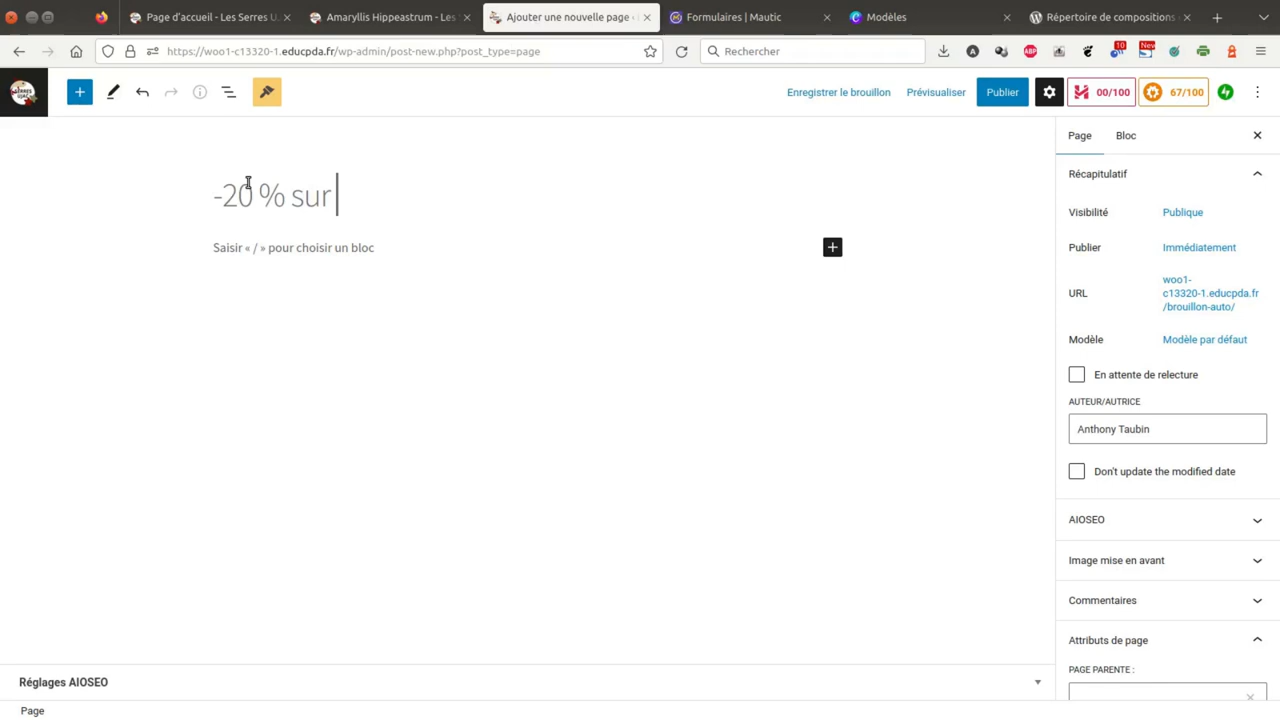 Page d'accueil - Les Serres U
Amaryllis Hippeastrum - Les
Ajouter une nouvelle page
Formulaires | Mautic
Modèles
Répertoire de compositions
https://woo1-c13320-1.educpda.fr/wp-admin/post-new.php?post_type=page
Rechercher
10
New
ABP
Enregistrer le brouillon
Prévisualiser
Publier
00/100
67/100
-20 % sur
Saisir « / » pour choisir un bloc
Page
Bloc
Récapitulatif
Visibilité
Publique
Publier
Immédiatement
URL
woo1-
c13320-1.educpda.fr
/brouillon-auto/
Modèle
Modèle par défaut
En attente de relecture
AUTEUR/AUTRICE
Anthony Taubin
Don't update the modified date
AIOSEO
Image mise en avant
Commentaires
Attributs de page
PAGE PARENTE :
Réglages AIOSEO
Page